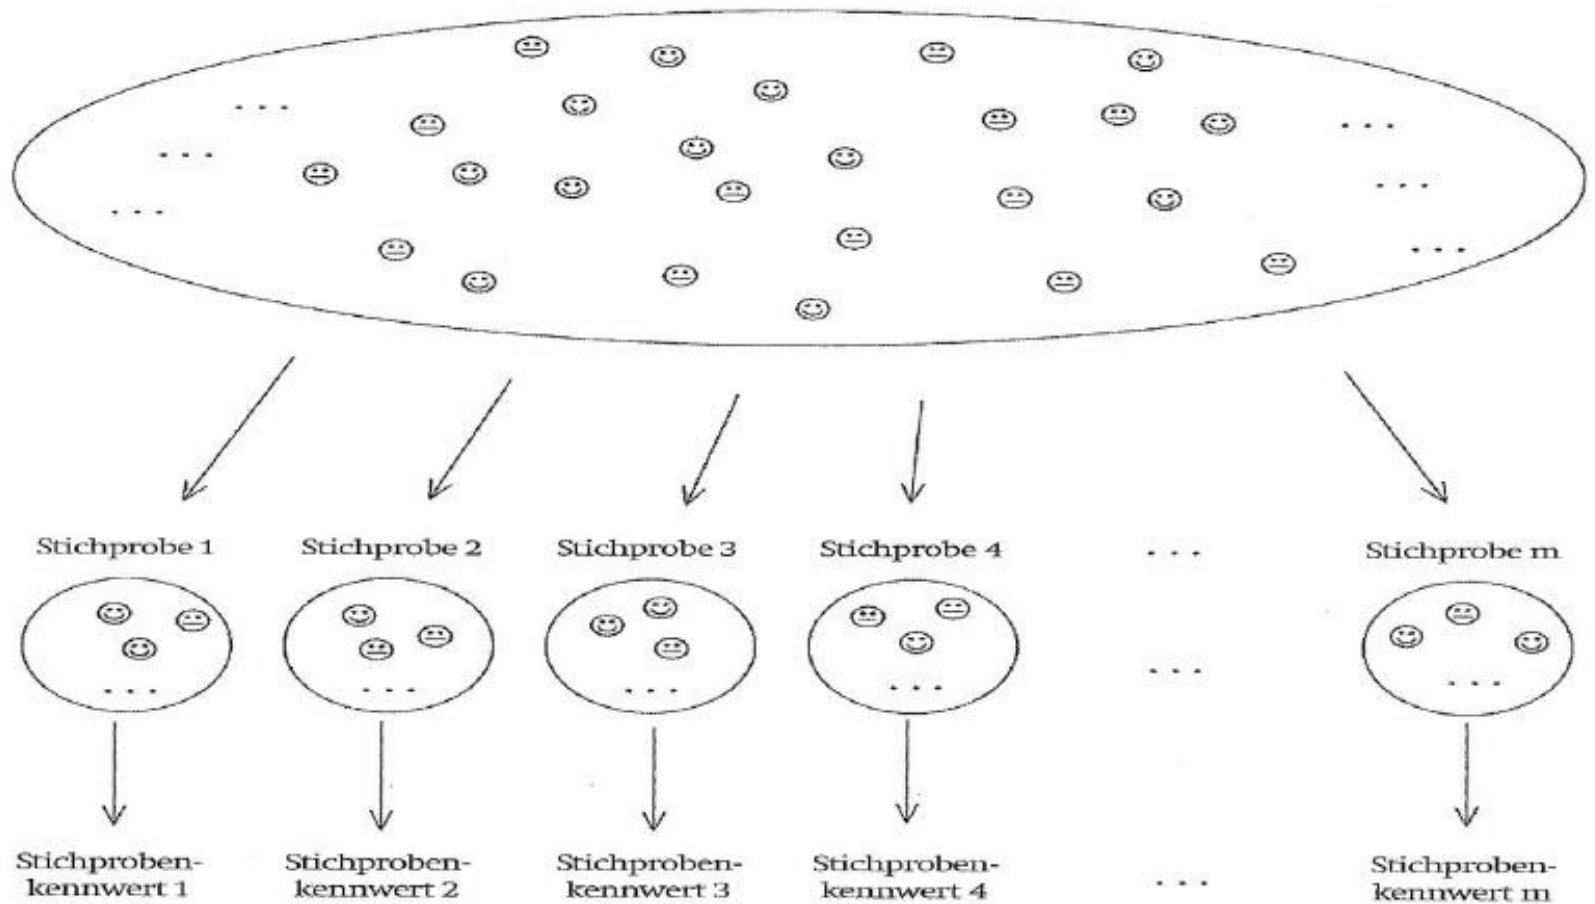 Stichprobe 1 Stichprobe 2 Stichprobe 3 Stichprobe 4 . . . Stichprobe m
Stichproben- Stichproben- Stichproben- Stichproben- Stichproben-
kennwert 1 kennwert 2 kennwert 3 kennwert 4 . . . kennwert m